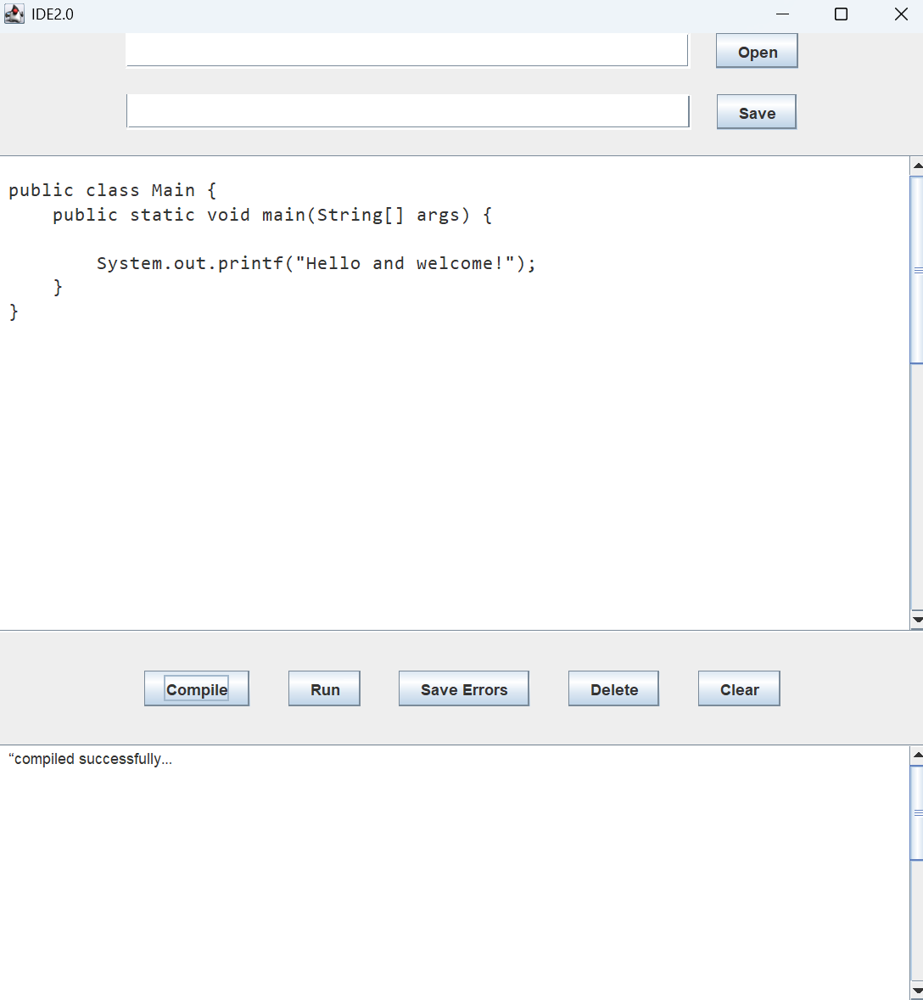 IDE2.0
Open
Save
public class Main {
    public static void main(String[] args) {
        System.out.printf("Hello and welcome!");
    }
}
Compile Run Save Errors Delete Clear
“compiled successfully...